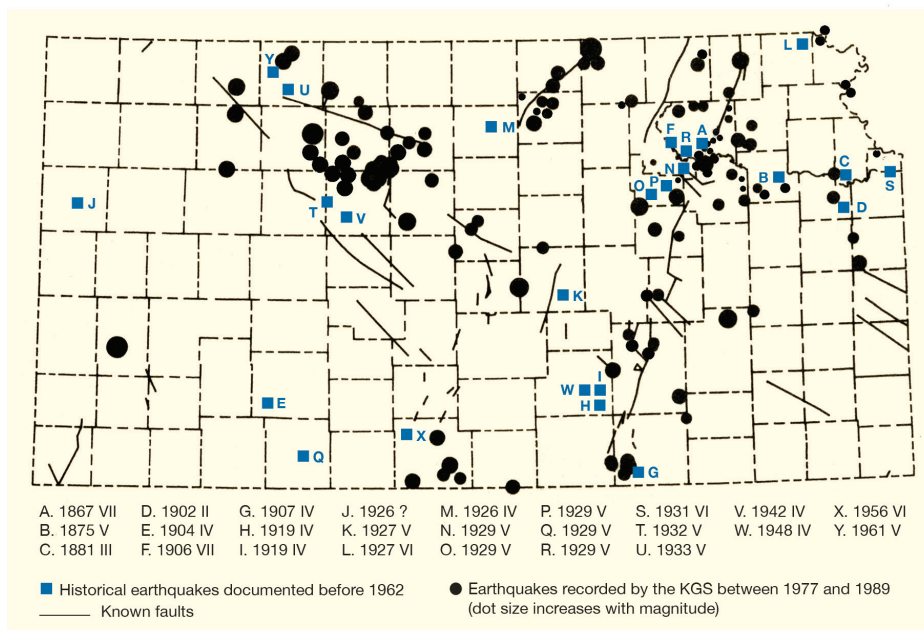 L
Y
U
M
F R A
N
B
C
S
J
O P
D
T
V
K
I
W
E
H
X
Q
G
A. 1867 VII D. 1902 II G. 1907 IV J. 1926 ? M. 1926 IV P. 1929 V S. 1931 VI V. 1942 IV X. 1956 VI
B. 1875 V E. 1904 IV H. 1919 IV K. 1927 V N. 1929 V Q. 1929 V T. 1932 V W. 1948 IV Y. 1961 V
C. 1881 III F. 1906 VII I. 1919 IV L. 1927 VI O. 1929 V R. 1929 V U. 1933 V
Historical earthquakes documented before 1962
Known faults
Earthquakes recorded by the KGS between 1977 and 1989
(dot size increases with magnitude)